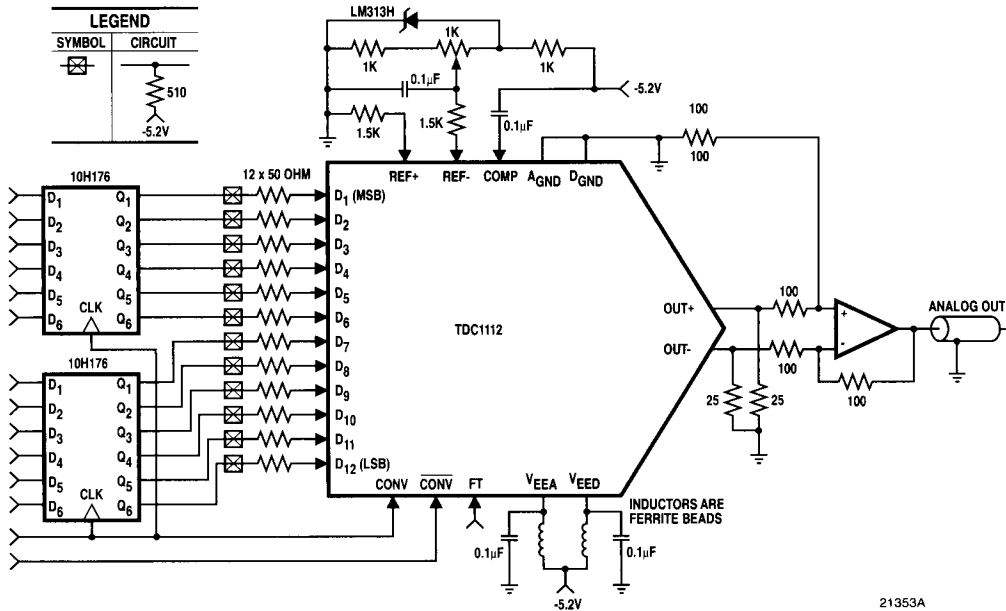 LEGEND
SYMBOL CIRCUIT
510
-5.2V
LM313H
1K
1K
1K
0.1µF
-5.2V
1.5K
1.5K
0.1µF
100
100
REF+ REF- COMP AGND DGND
10H176
12 x 50 OHM
D1 Q1 D1 (MSB)
D2 Q2 D2
D3 Q3 D3
D4 Q4 D4
D5 Q5 D5
D6 Q6 D6
CLK
TDC1112
OUT+
OUT-
100
100
100
+
-
ANALOG OUT
25 25
10H176
D7
D1 Q1 D8
D2 Q2 D9
D3 Q3 D10
D4 Q4 D11
D5 Q5 D12 (LSB)
D6 Q6
CLK
CONV CONV FT VEEA VEED
INDUCTORS ARE
FERRITE BEADS
0.1µF 0.1µF
-5.2V
21353A